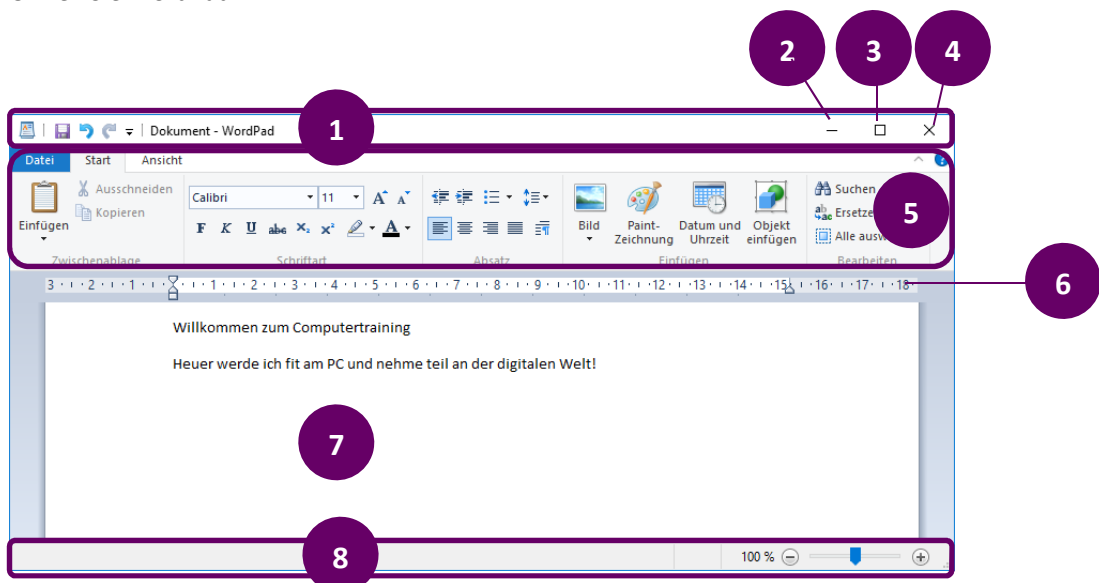 2 3 4
Dokument - WordPad
1
Datei Start Ansicht
Einfügen
Ausschneiden
Kopieren
Zwischenablage
Calibri 11 A A
F K U abc X₂ x² A
Schriftart
Absatz
Bild
Paint-
Zeichnung
Datum und
Uhrzeit
Objekt
einfügen
Einfügen
Suchen
Alle
Bearbeiten
5
3 2 1 1 2 3 4 5 6 7 8 9 10 11 12 13 14 15 16 17 18
6
Willkommen zum Computertraining
Heuer werde ich fit am PC und nehme teil an der digitalen Welt!
7
8
100 %